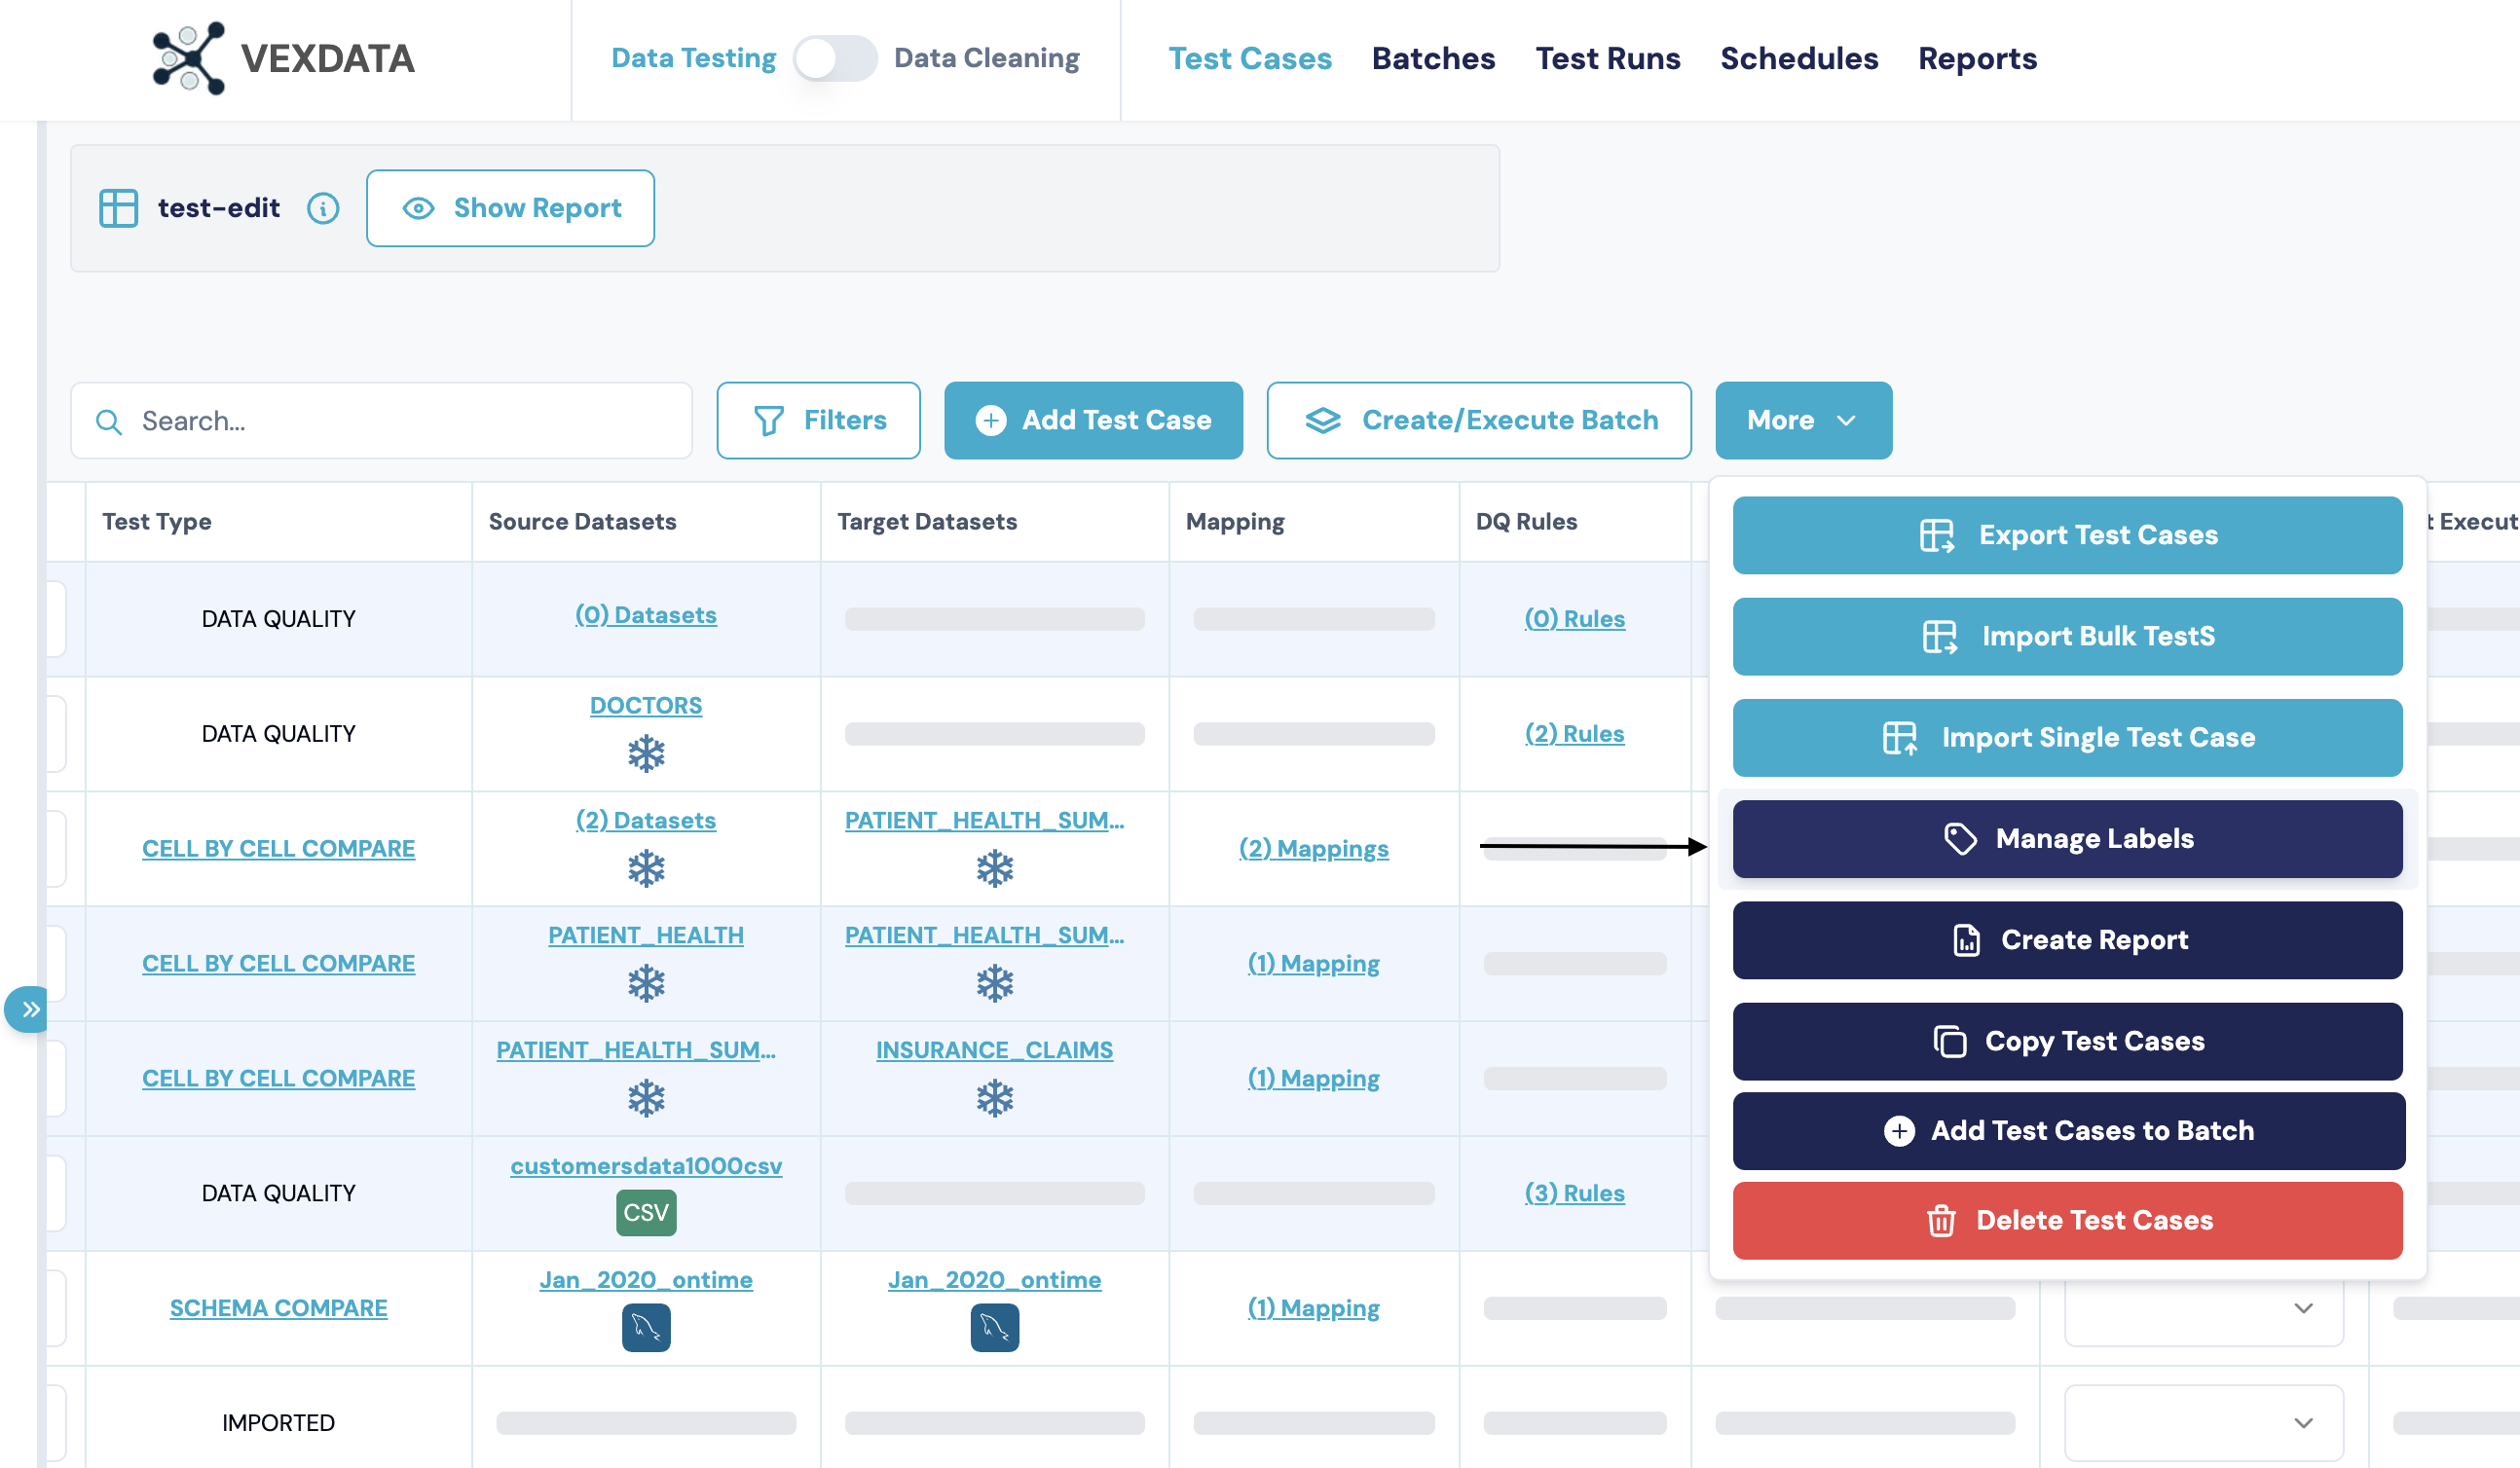 VEXDATA
Data Testing
Data Cleaning
Test Cases
Batches
Test Runs
Schedules
Reports
test-edit
Show Report
Search...
Filters
Add Test Case
Create/Execute Batch
More
Test Type
Source Datasets
Target Datasets
Mapping
DQ Rules
t Execut
Export Test Cases
Import Bulk TestS
Import Single Test Case
Manage Labels
Create Report
Copy Test Cases
Add Test Cases to Batch
Delete Test Cases
DATA QUALITY
(0) Datasets
(0) Rules
DATA QUALITY
DOCTORS
(2) Rules
CELL BY CELL COMPARE
(2) Datasets
PATIENT_HEALTH_SUM...
(2) Mappings
CELL BY CELL COMPARE
PATIENT_HEALTH
PATIENT_HEALTH_SUM...
(1) Mapping
CELL BY CELL COMPARE
PATIENT_HEALTH_SUM...
INSURANCE_CLAIMS
(1) Mapping
DATA QUALITY
customersdata1000csv
CSV
(3) Rules
SCHEMA COMPARE
Jan_2020_ontime
Jan_2020_ontime
(1) Mapping
IMPORTED